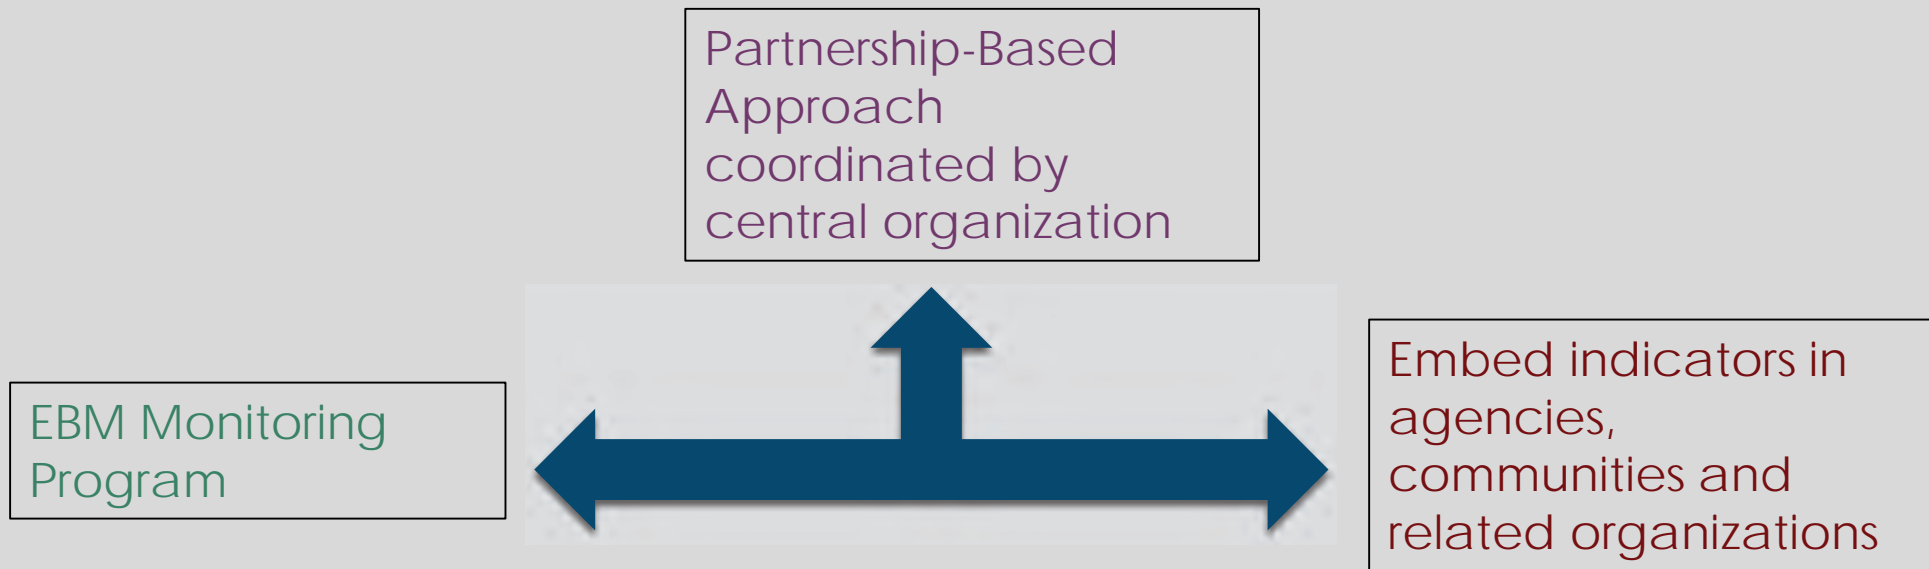 Partnership-Based
Approach
coordinated by
central organization
EBM Monitoring
Program
Embed indicators in
agencies,
communities and
related organizations